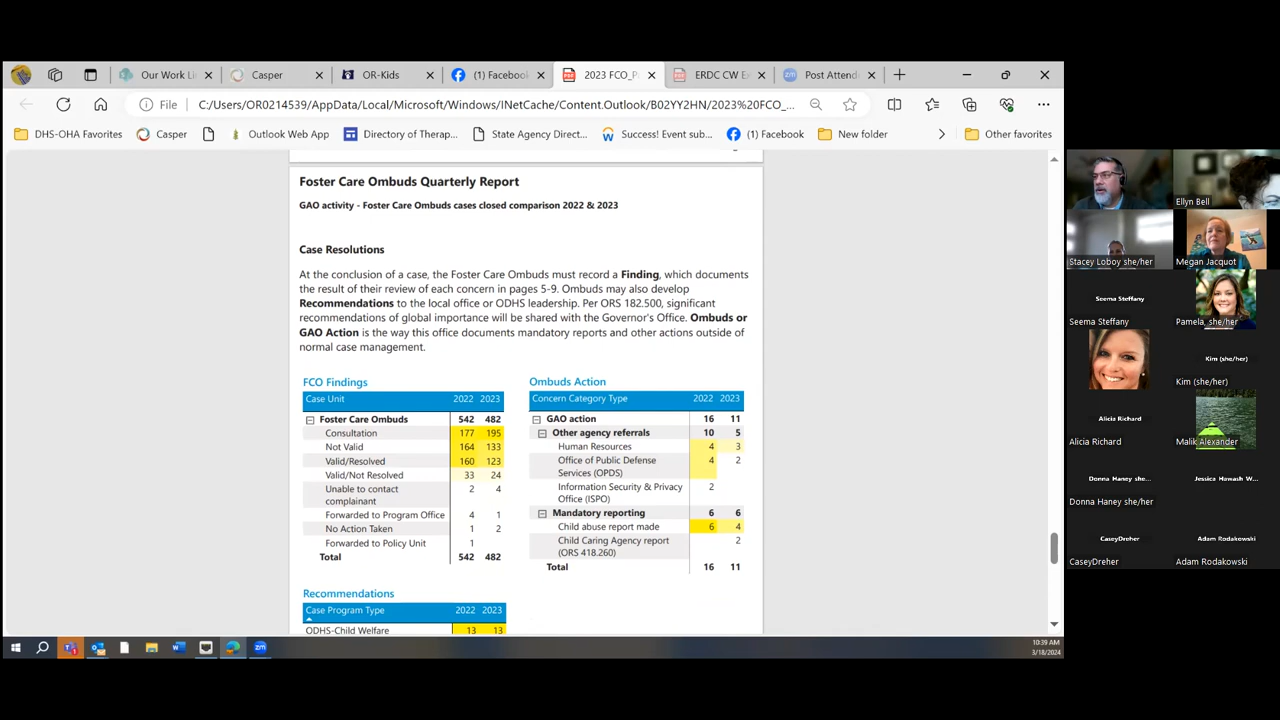 Our Work Li
Casper
OR-Kids
(1) Facebook
2023 FCO_P
ERDC CW E
Post Attend
File
C:/Users/OR0214539/AppData/Local/Microsoft/Windows/INetCache/Content.Outlook/B02YY2HN/2023%20FCO_...
DHS-OHA Favorites
Casper
Outlook Web App
Directory of Therap...
State Agency Direct...
Success! Event sub...
(1) Facebook
New folder
Other favorites
Foster Care Ombuds Quarterly Report
GAO activity - Foster Care Ombuds cases closed comparison 2022 & 2023
Case Resolutions
At the conclusion of a case, the Foster Care Ombuds must record a Finding, which documents
the result of their review of each concern in pages 5-9. Ombuds may also develop
Recommendations to the local office or ODHS leadership. Per ORS 182.500, significant
recommendations of global importance will be shared with the Governor's Office. Ombuds or
GAO Action is the way this office documents mandatory reports and other actions outside of
normal case management.
FCO Findings
Case Unit 2022 2023
Foster Care Ombuds 542 482
Consultation 177 195
Not Valid 164 133
Valid/Resolved 160 123
Valid/Not Resolved 33 24
Unable to contact 2 4
complainant
Forwarded to Program Office 4 1
No Action Taken 1 2
Forwarded to Policy Unit 1
Total 542 482
Recommendations
Case Program Type 2022 2023
ODHS-Child Welfare 13 13
Ombuds Action
Concern Category Type 2022 2023
GAO action 16 11
Other agency referrals 10 5
Human Resources 4 3
Office of Public Defense 4 2
Services (OPDS)
Information Security & Privacy 2
Office (ISPO)
Mandatory reporting 6 6
Child abuse report made 6 4
Child Caring Agency report 2
(ORS 418.260)
Total 16 11
Ellyn Bell
Stacey Loboy she/her
Megan Jacquot
Seema Steffany
Seema Steffany
Pamela, she/her
Kim (she/her)
Kim (she/her)
Alicia Richard
Alicia Richard
Malik Alexander
Donna Haney she...
Donna Haney she/her
Jessica Hawash W...
CaseyDreher
CaseyDreher
Adam Rodakowski
Adam Rodakowski
10:39 AM
3/18/2024